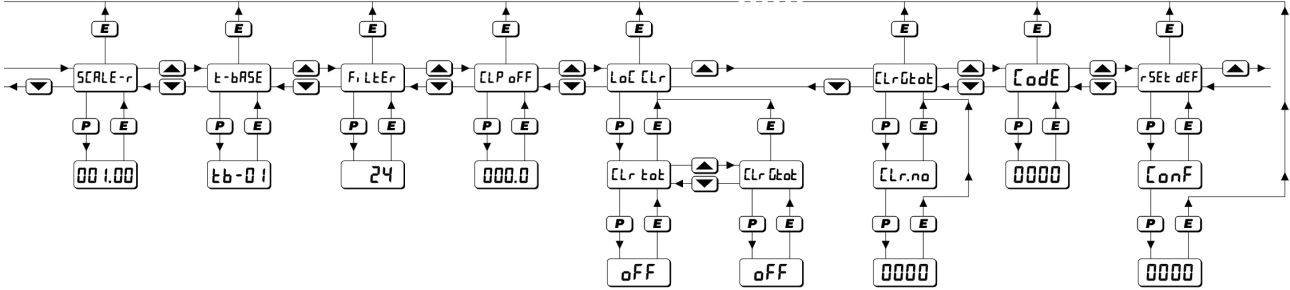 E E E E E E E E
SCALE-r t-bASE FiLtEr CLP oFF LoC CLr CLrGtot CodE rSEt dEF
P E P E P E P E P E E P E P E P E
001.00 tb-01 24 000.0 CLr tot CLr Gtot CLr.no 0000 ConF
P E P E P E P E
oFF oFF 0000 0000